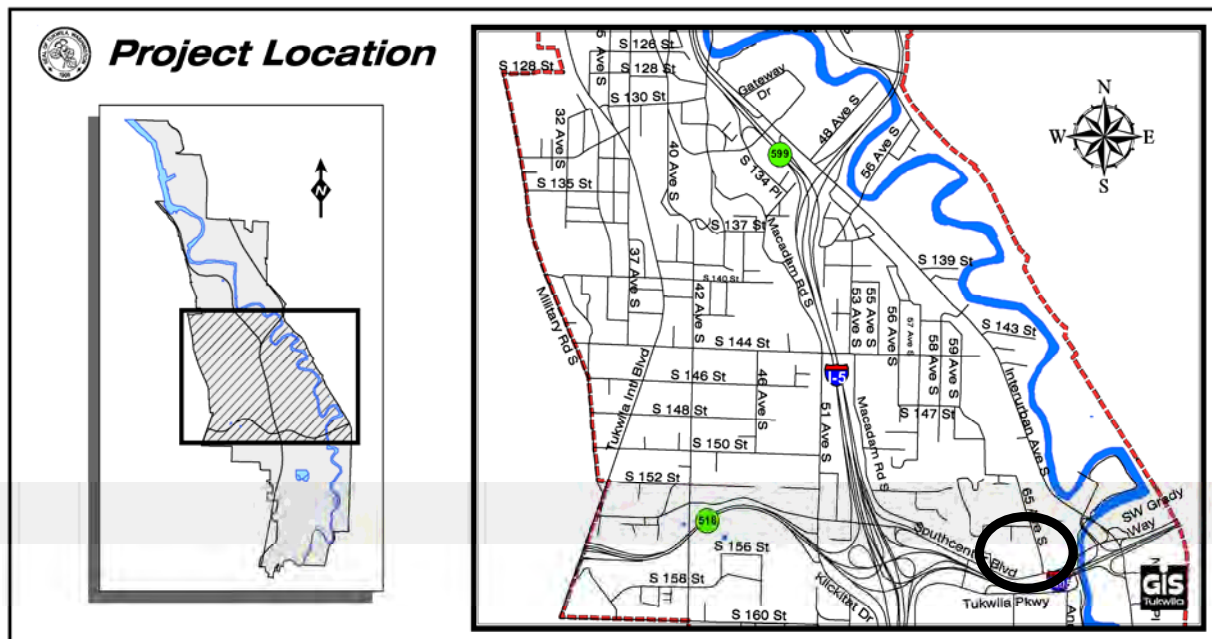 Project Location
N
S 126 St
S 128 St
S 128 St
S 130 St
Gateway
Dr
48 Ave S
56 Ave S
32 Ave S
40 Ave S
599
S 134 Pl
S 135 St
S 137 St
Macadam Rd S
37 Ave S
S 140 St
42 Ave S
S 139 St
Military Rd S
53 Ave S
55 Ave S
56 Ave S
57 Ave S
58 Ave S
59 Ave S
S 143 St
S 144 St
I-5
Tukwila Intl Blvd
S 146 St
46 Ave S
Interurban Ave S
S 148 St
51 Ave S
Macadam Rd S
S 147 St
S 150 St
S 152 St
65 Ave S
SW Grady
Way
518
Southcenter Blvd
S 156 St
Klickitat Dr
S 158 St
Tukwila Pkwy
S 160 St
N
W
E
S
GIS
Tukwila